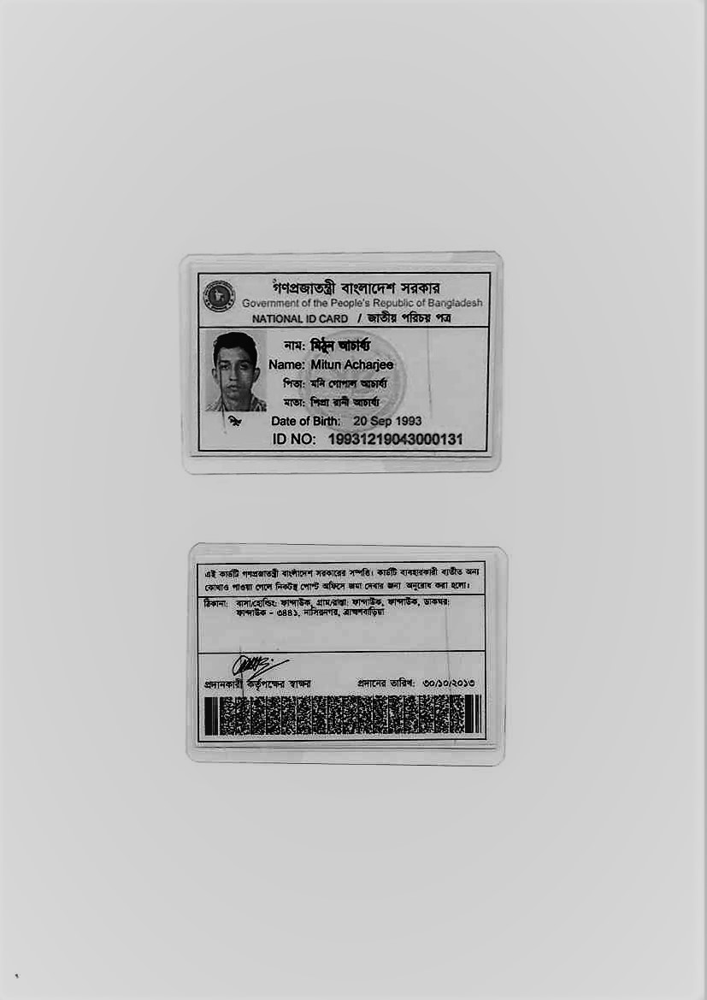 গণপ্রজাতন্ত্রী বাংলাদেশ সরকার
Government of the People's Republic of Bangladesh
NATIONAL ID CARD / জাতীয় পরিচয় পত্র
নাম: মিঠুন আচার্য্য
Name: Mitun Acharjee
পিতা: মনি গোপাল আচার্য্য
মাতা: শিপ্রা রানী আচার্য্য
Date of Birth: 20 Sep 1993
ID NO: 19931219043000131
এই কার্ডটি গণপ্রজাতন্ত্রী বাংলাদেশ সরকারের সম্পত্তি। কার্ডটি ব্যবহারকারী ব্যতীত অন্য
কোথাও পাওয়া গেলে নিকটস্থ পোস্ট অফিসে জমা দেবার জন্য অনুরোধ করা হলো।
ঠিকানা: বাসা/হোল্ডিং: ফান্দাউক, গ্রাম/রাস্তা: ফান্দাউক, ফান্দাউক, ডাকঘর:
ফান্দাউক - ৩৪৪১, নাসিরনগর, ব্রাহ্মণবাড়িয়া
প্রদানকারী কর্তৃপক্ষের স্বাক্ষর প্রদানের তারিখ: ৩০/১০/২০১৩